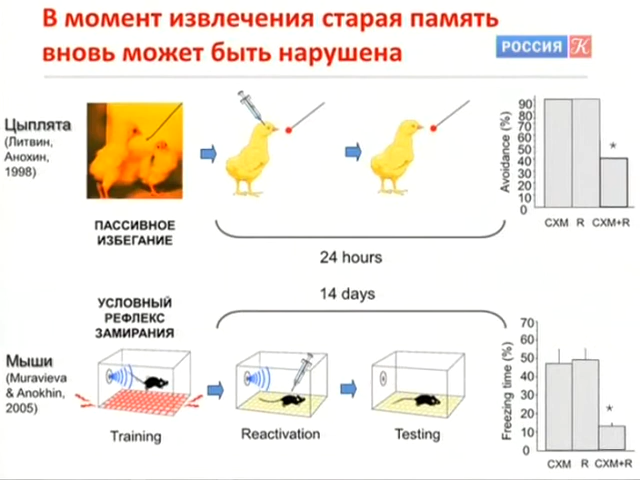 В момент извлечения старая память
вновь может быть нарушена
РОССИЯ К
Цыплята
(Литвин,
Анохин,
1998)
ПАССИВНОЕ
ИЗБЕГАНИЕ
24 hours
Avoidance (%)
90
80
70
60
50
40
30
20
10
0
*
CXM R CXM+R
14 days
УСЛОВНЫЙ
РЕФЛЕКС
ЗАМИРАНИЯ
Мыши
(Muravieva
& Anokhin,
2005)
Training
Reactivation
Testing
Freezing time (%)
70
60
50
40
30
20
10
0
*
CXM R CXM+R